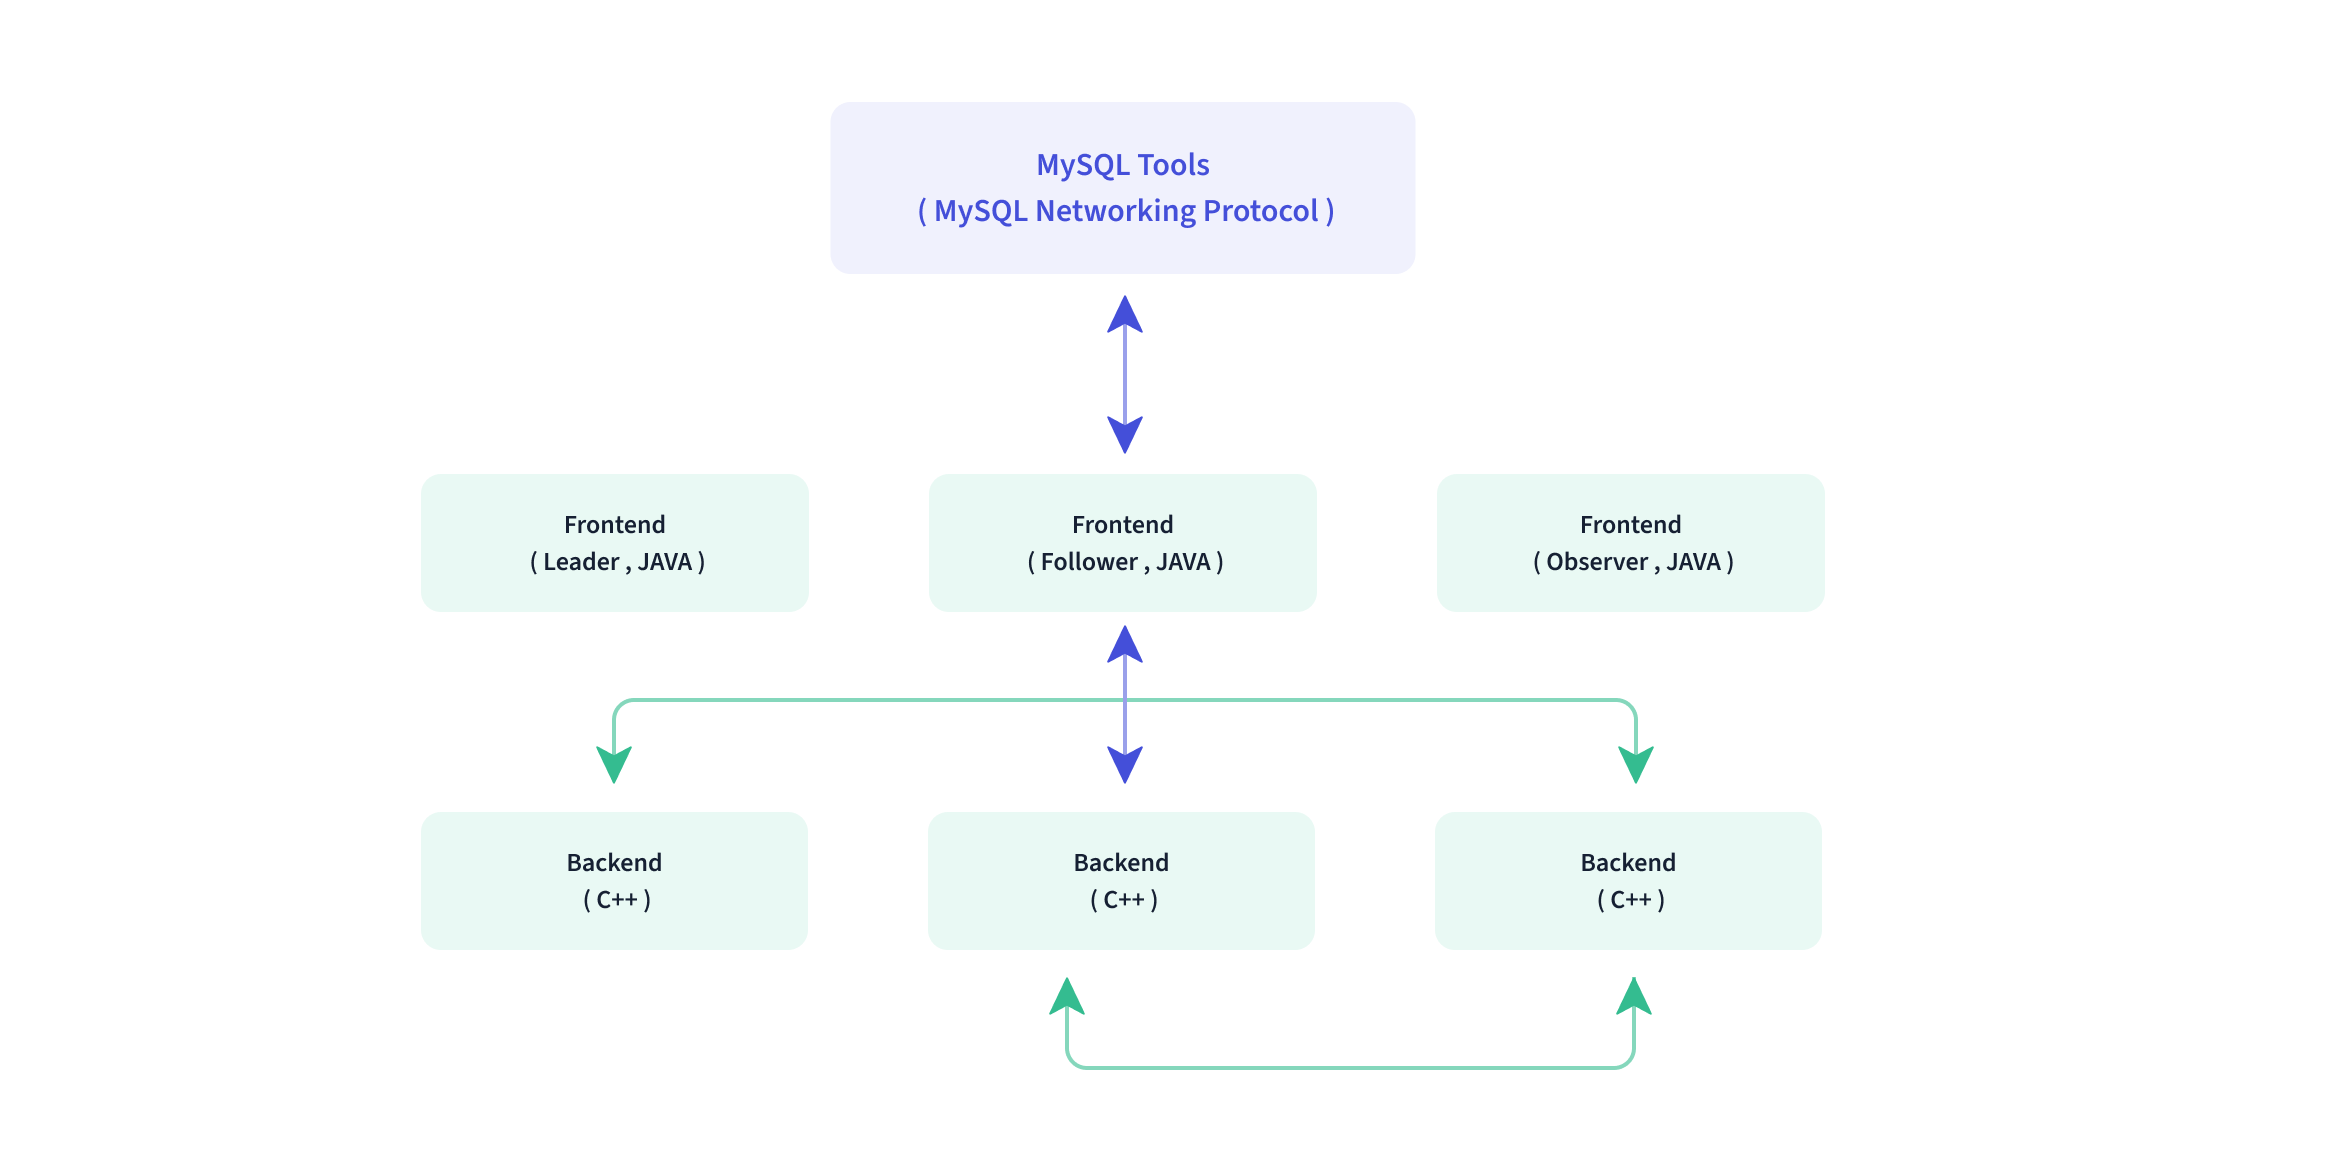 MySQL Tools
( MySQL Networking Protocol )
Frontend
( Leader , JAVA )
Frontend
( Follower , JAVA )
Frontend
( Observer , JAVA )
Backend
( C++ )
Backend
( C++ )
Backend
( C++ )